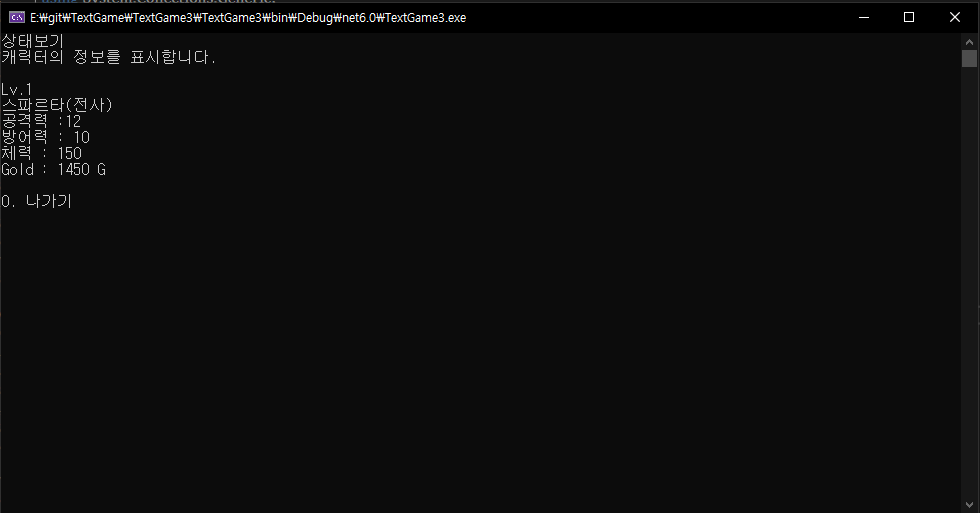 E:₩git₩TextGame₩TextGame3₩TextGame3₩bin₩Debug₩net6.0₩TextGame3.exe
상태보기
캐릭터의 정보를 표시합니다.
Lv.1
스파르타(전사)
공격력 :12
방어력 : 10
체력 : 150
Gold : 1450 G
0. 나가기